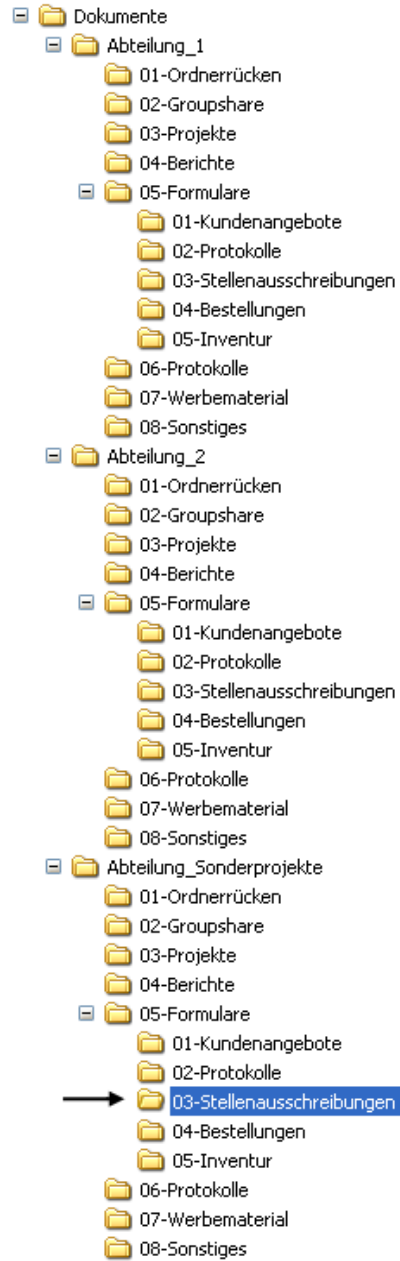 Dokumente
Abteilung_1
01-Ordnerrücken
02-Groupshare
03-Projekte
04-Berichte
05-Formulare
01-Kundenangebote
02-Protokolle
03-Stellenausschreibungen
04-Bestellungen
05-Inventur
06-Protokolle
07-Werbematerial
08-Sonstiges
Abteilung_2
01-Ordnerrücken
02-Groupshare
03-Projekte
04-Berichte
05-Formulare
01-Kundenangebote
02-Protokolle
03-Stellenausschreibungen
04-Bestellungen
05-Inventur
06-Protokolle
07-Werbematerial
08-Sonstiges
Abteilung_Sonderprojekte
01-Ordnerrücken
02-Groupshare
03-Projekte
04-Berichte
05-Formulare
01-Kundenangebote
02-Protokolle
03-Stellenausschreibungen
04-Bestellungen
05-Inventur
06-Protokolle
07-Werbematerial
08-Sonstiges